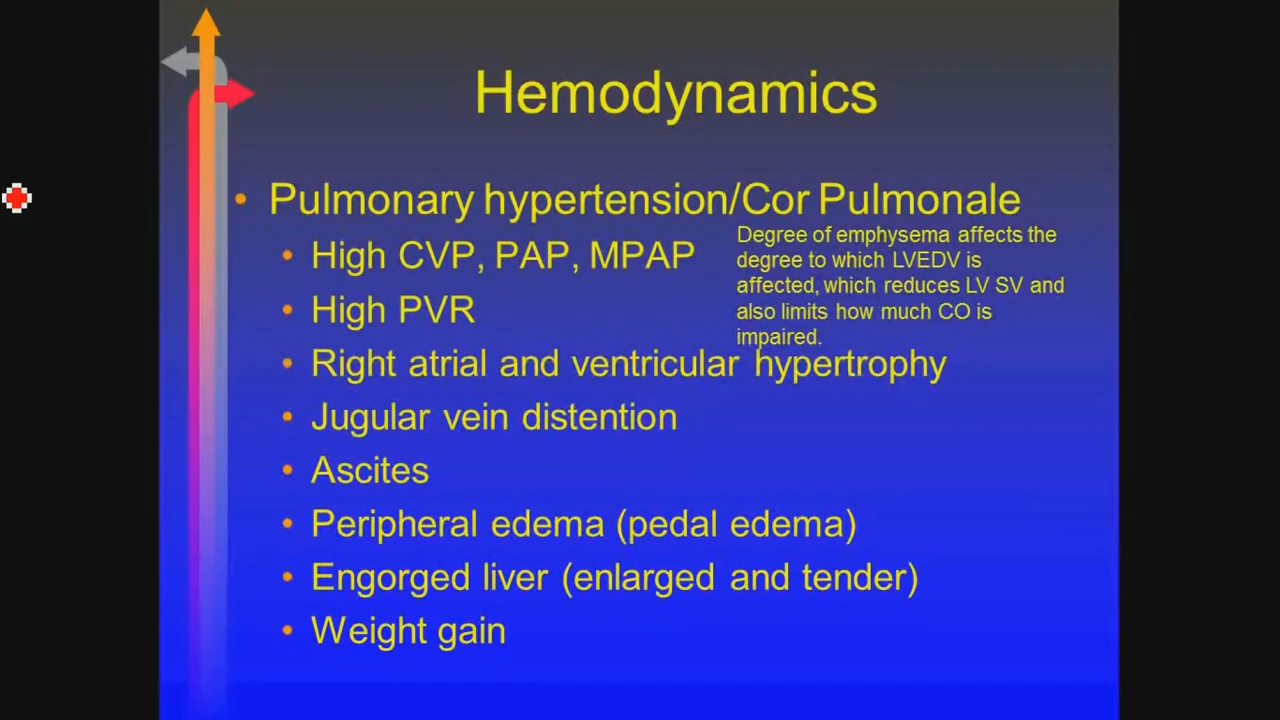 Hemodynamics
• Pulmonary hypertension/Cor Pulmonale
• High CVP, PAP, MPAP
Degree of emphysema affects the
degree to which LVEDV is
affected, which reduces LV SV and
also limits how much CO is
impaired.
• High PVR
• Right atrial and ventricular hypertrophy
• Jugular vein distention
• Ascites
• Peripheral edema (pedal edema)
• Engorged liver (enlarged and tender)
• Weight gain